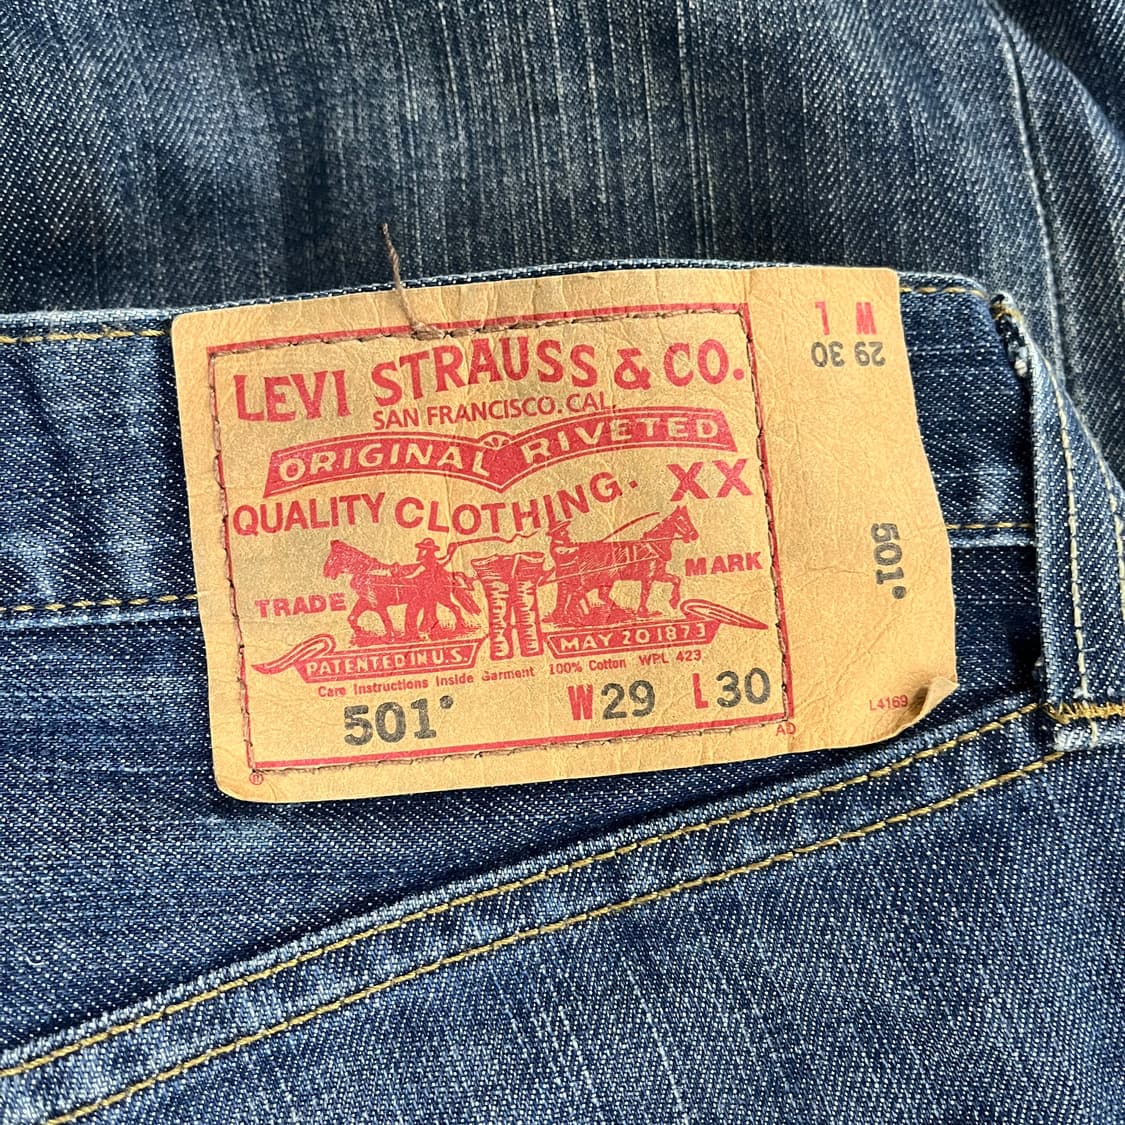 LEVI STRAUSS & CO.
SAN FRANCISCO. CAL.
ORIGINAL RIVETED
QUALITY CLOTHING. XX
TRADE MARK
PATENTED IN U.S. MAY 20 1873
Care Instructions Inside Garment 100% Cotton WPL 423
501® W29 L30
®
AD
W L
29 30
501®
L4169